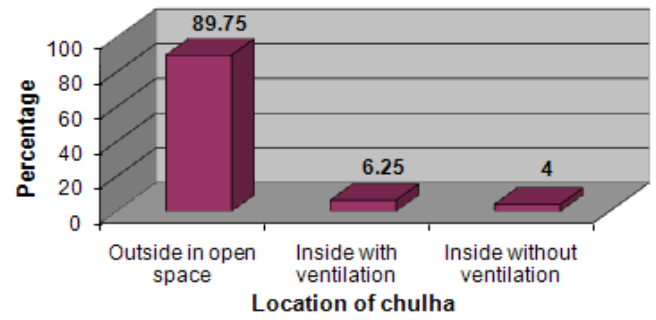 89.75
100
80
60
40
20
0
Percentage
6.25
4
Outside in open
space
Inside with
ventilation
Inside without
ventilation
Location of chulha